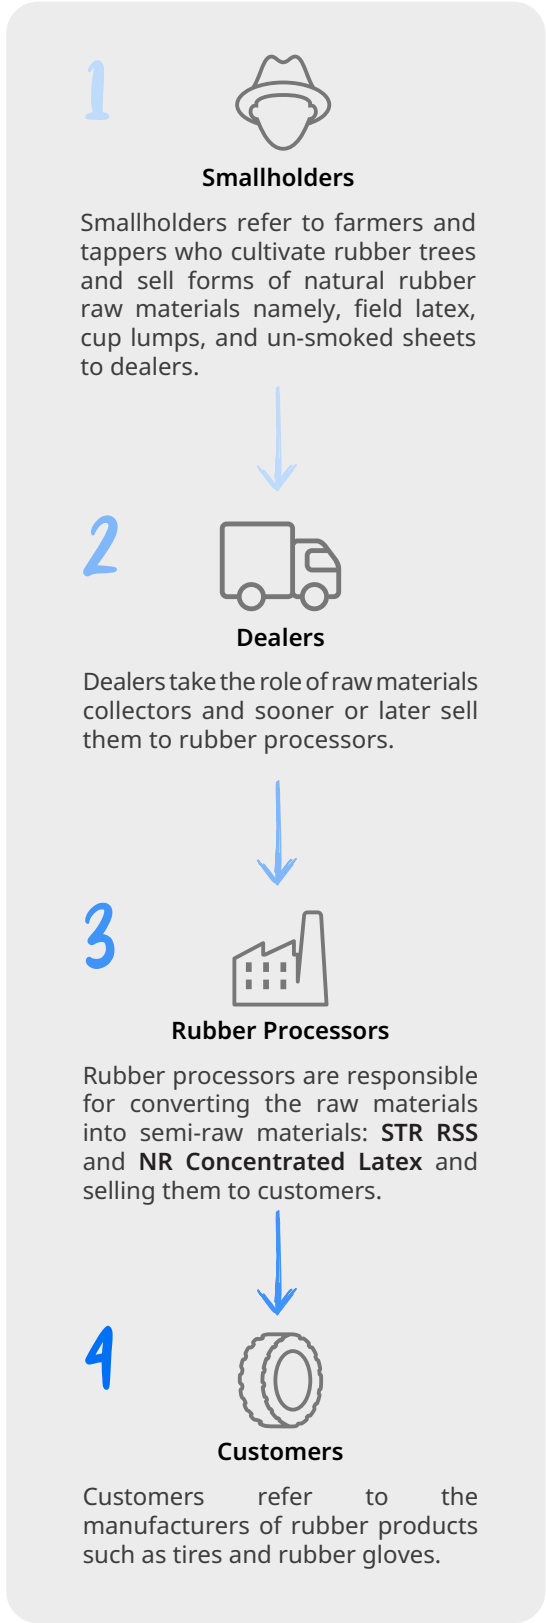 1
Smallholders
Smallholders refer to farmers and
tappers who cultivate rubber trees
and sell forms of natural rubber
raw materials namely, field latex,
cup lumps, and un-smoked sheets
to dealers.
2
Dealers
Dealers take the role of raw materials
collectors and sooner or later sell
them to rubber processors.
3
Rubber Processors
Rubber processors are responsible
for converting the raw materials
into semi-raw materials: STR RSS
and NR Concentrated Latex and
selling them to customers.
4
Customers
Customers refer to the
manufacturers of rubber products
such as tires and rubber gloves.